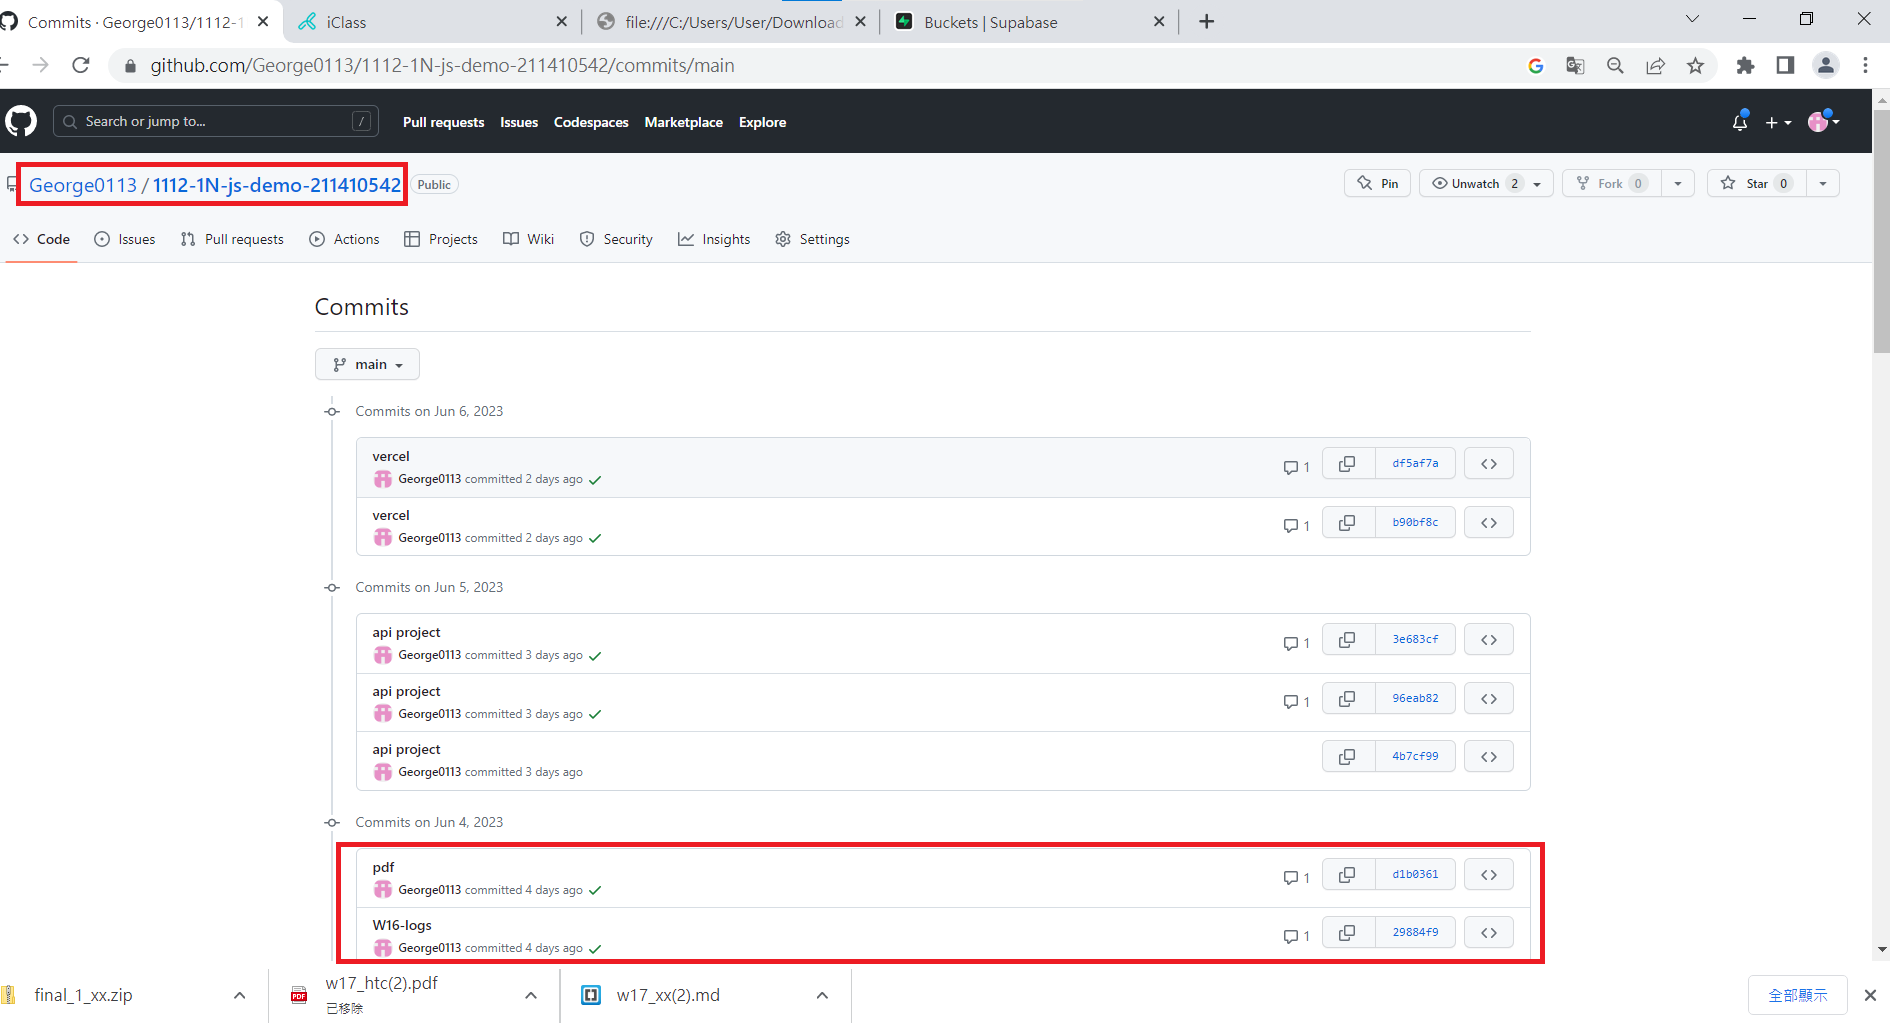 Commits · George0113/1112-1
iClass
file:///C:/Users/User/Download
Buckets | Supabase
github.com/George0113/1112-1N-js-demo-211410542/commits/main
Search or jump to...
/
Pull requests
Issues
Codespaces
Marketplace
Explore
George0113 / 1112-1N-js-demo-211410542
Public
Pin
Unwatch 2
Fork 0
Star 0
Code
Issues
Pull requests
Actions
Projects
Wiki
Security
Insights
Settings
Commits
main
Commits on Jun 6, 2023
vercel
George0113 committed 2 days ago
1
df5af7a
vercel
George0113 committed 2 days ago
1
b90bf8c
Commits on Jun 5, 2023
api project
George0113 committed 3 days ago
1
3e683cf
api project
George0113 committed 3 days ago
1
96eab82
api project
George0113 committed 3 days ago
4b7cf99
Commits on Jun 4, 2023
pdf
George0113 committed 4 days ago
1
d1b0361
W16-logs
George0113 committed 4 days ago
1
29884f9
final_1_xx.zip
PDF
w17_htc(2).pdf
已移除
w17_xx(2).md
全部顯示